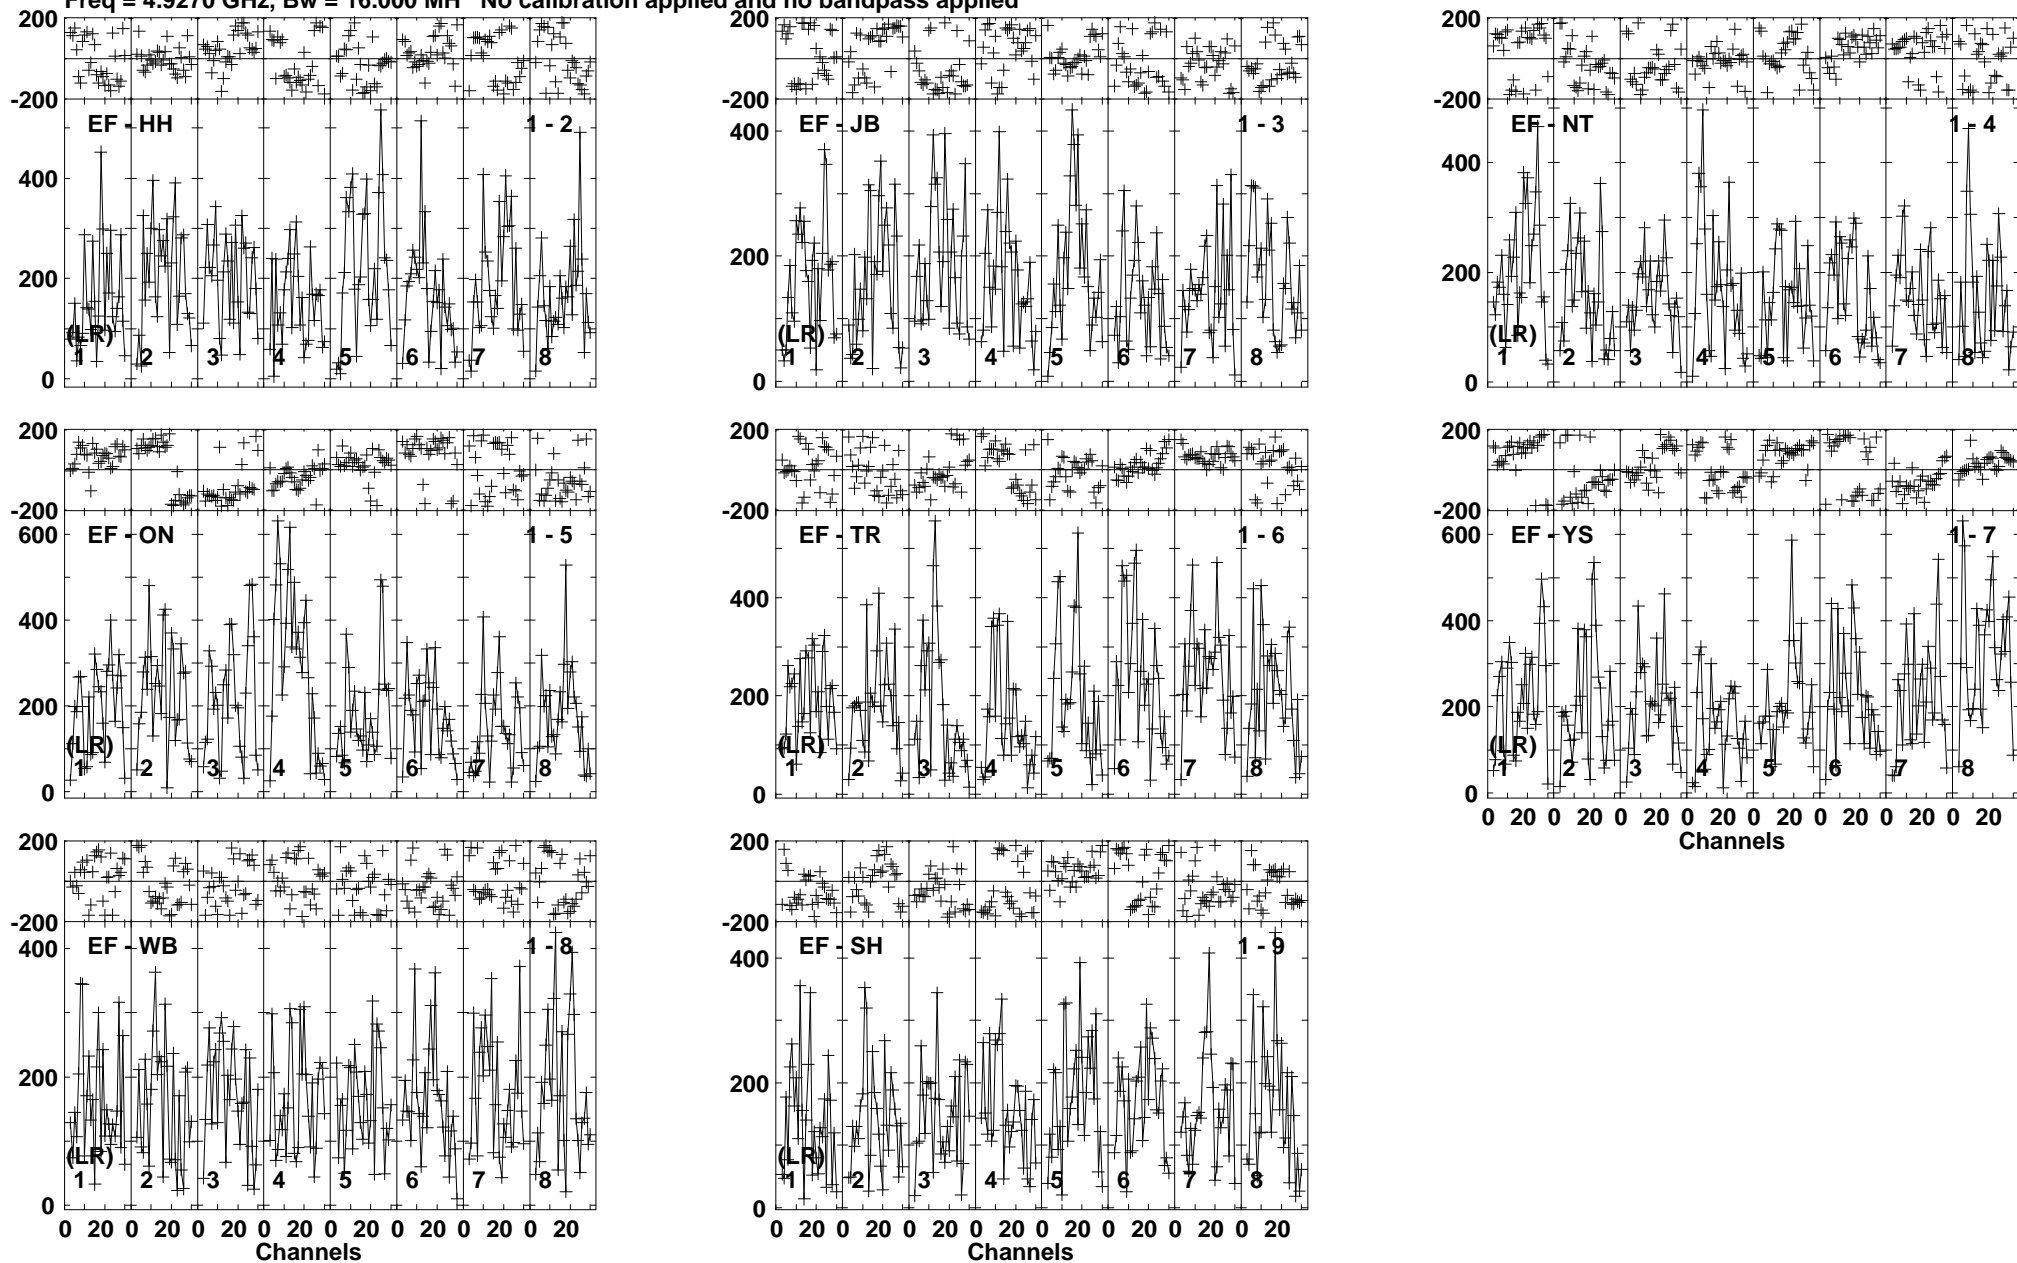 Freq = 4.9270 GHz, Bw = 16.000 MH   No calibration applied and no bandpass applied
200
-200
EF - HH 1 - 2
400
200
0
(LR)
1 2 3 4 5 6 7 8
EF - JB 1 - 3
400
200
0
(LR)
1 2 3 4 5 6 7 8
200
-200
EF - NT 1 - 4
400
200
0
(LR)
1 2 3 4 5 6 7 8
200
-200
600
EF - ON 1 - 5
400
200
0
(LR)
1 2 3 4 5 6 7 8
200
-200
EF - TR 1 - 6
400
200
0
(LR)
1 2 3 4 5 6 7 8
200
-200
600
EF - YS 1 - 7
400
200
0
(LR)
1 2 3 4 5 6 7 8
0 20 0 20 0 20 0 20 0 20 0 20 0 20 0 20
Channels
200
-200
400
EF - WB 1 - 8
200
0
(LR)
1 2 3 4 5 6 7 8
0 20 0 20 0 20 0 20 0 20 0 20 0 20 0 20
Channels
200
-200
400
EF - SH 1 - 9
200
0
(LR)
1 2 3 4 5 6 7 8
0 20 0 20 0 20 0 20 0 20 0 20 0 20 0 20
Channels